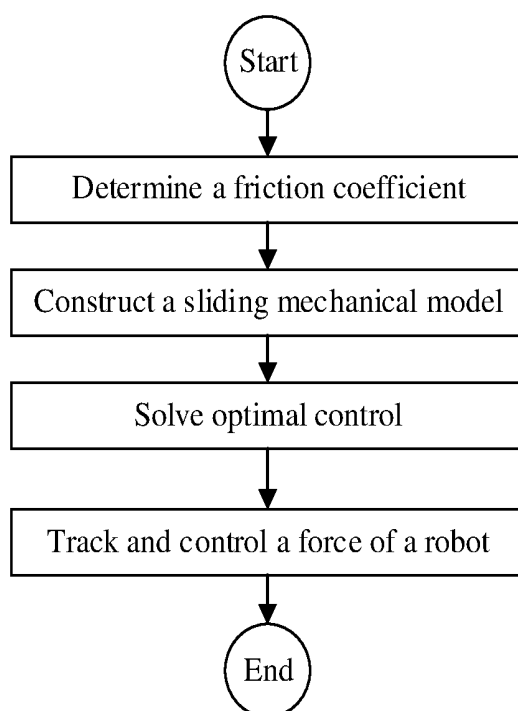 Start
Determine a friction coefficient
Construct a sliding mechanical model
Solve optimal control
Track and control a force of a robot
End